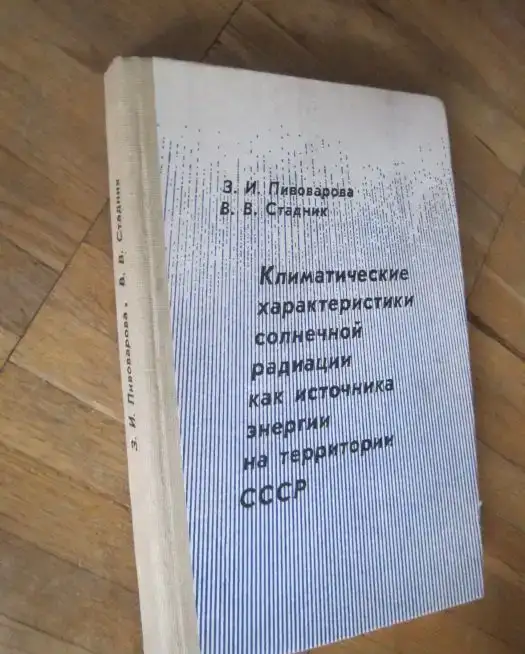 З. И. Пивоварова
В. В. Стадник
Климатические
характеристики
солнечной
радиации
как источника
энергии
на территории
СССР
З. И. Пивоварова, В. В. Стадник